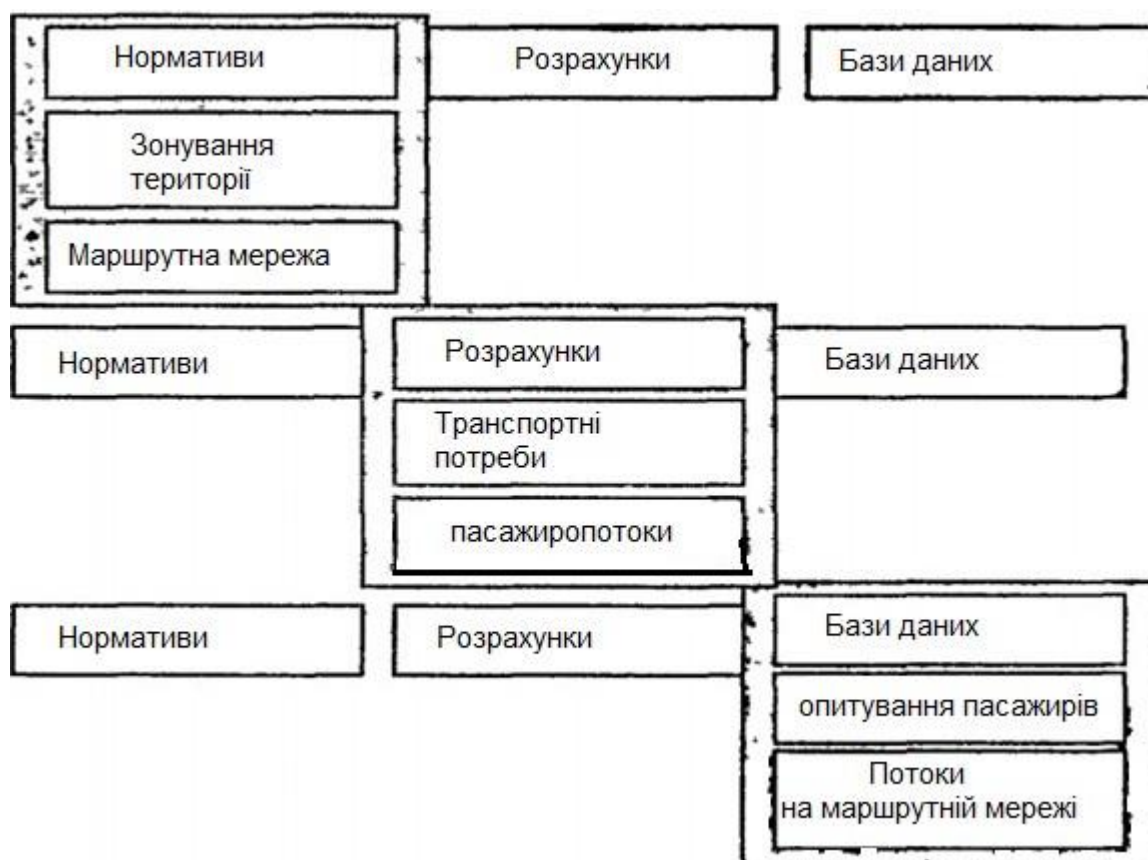 Нормативи
Розрахунки
Бази даних
Зонування
території
Маршрутна мережа
Нормативи
Розрахунки
Бази даних
Транспортні
потреби
пасажиропотоки
Нормативи
Розрахунки
Бази даних
опитування пасажирів
Потоки
на маршрутній мережі